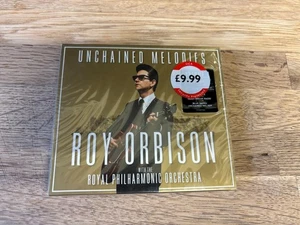 UNCHAINED MELODIES
£9.99
ROY ORBISON
WITH THE
ROYAL PHILHARMONIC ORCHESTRA